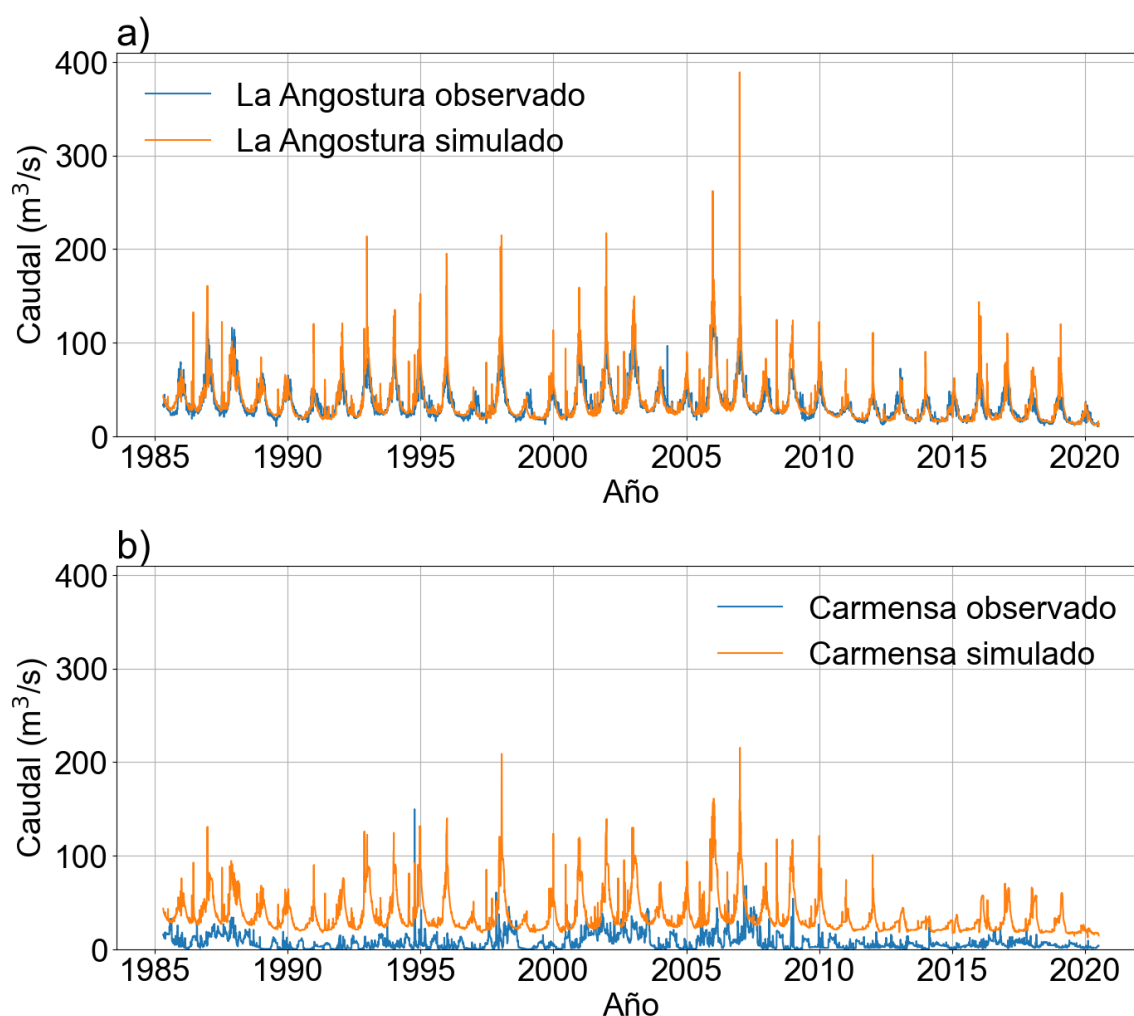 a)
400
300
200
100
0
Caudal (m³/s)
La Angostura observado
La Angostura simulado
1985 1990 1995 2000 2005 2010 2015 2020
Año
b)
400
300
200
100
0
Caudal (m³/s)
Carmensa observado
Carmensa simulado
1985 1990 1995 2000 2005 2010 2015 2020
Año